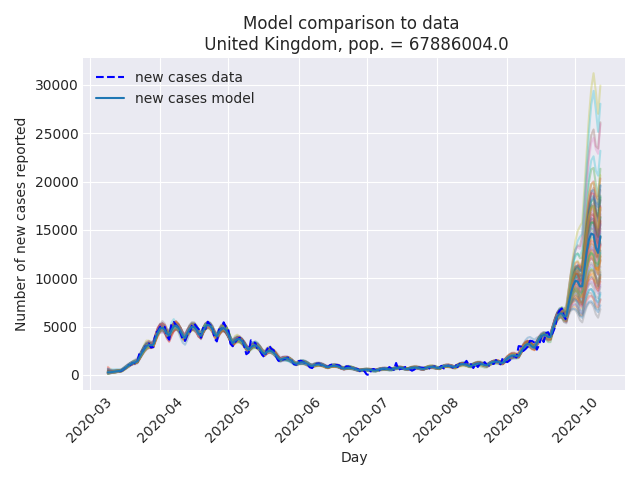 Model comparison to data
United Kingdom, pop. = 67886004.0
new cases data
new cases model
30000
25000
20000
15000
10000
5000
0
Number of new cases reported
2020-03
2020-04
2020-05
2020-06
2020-07
2020-08
2020-09
2020-10
Day